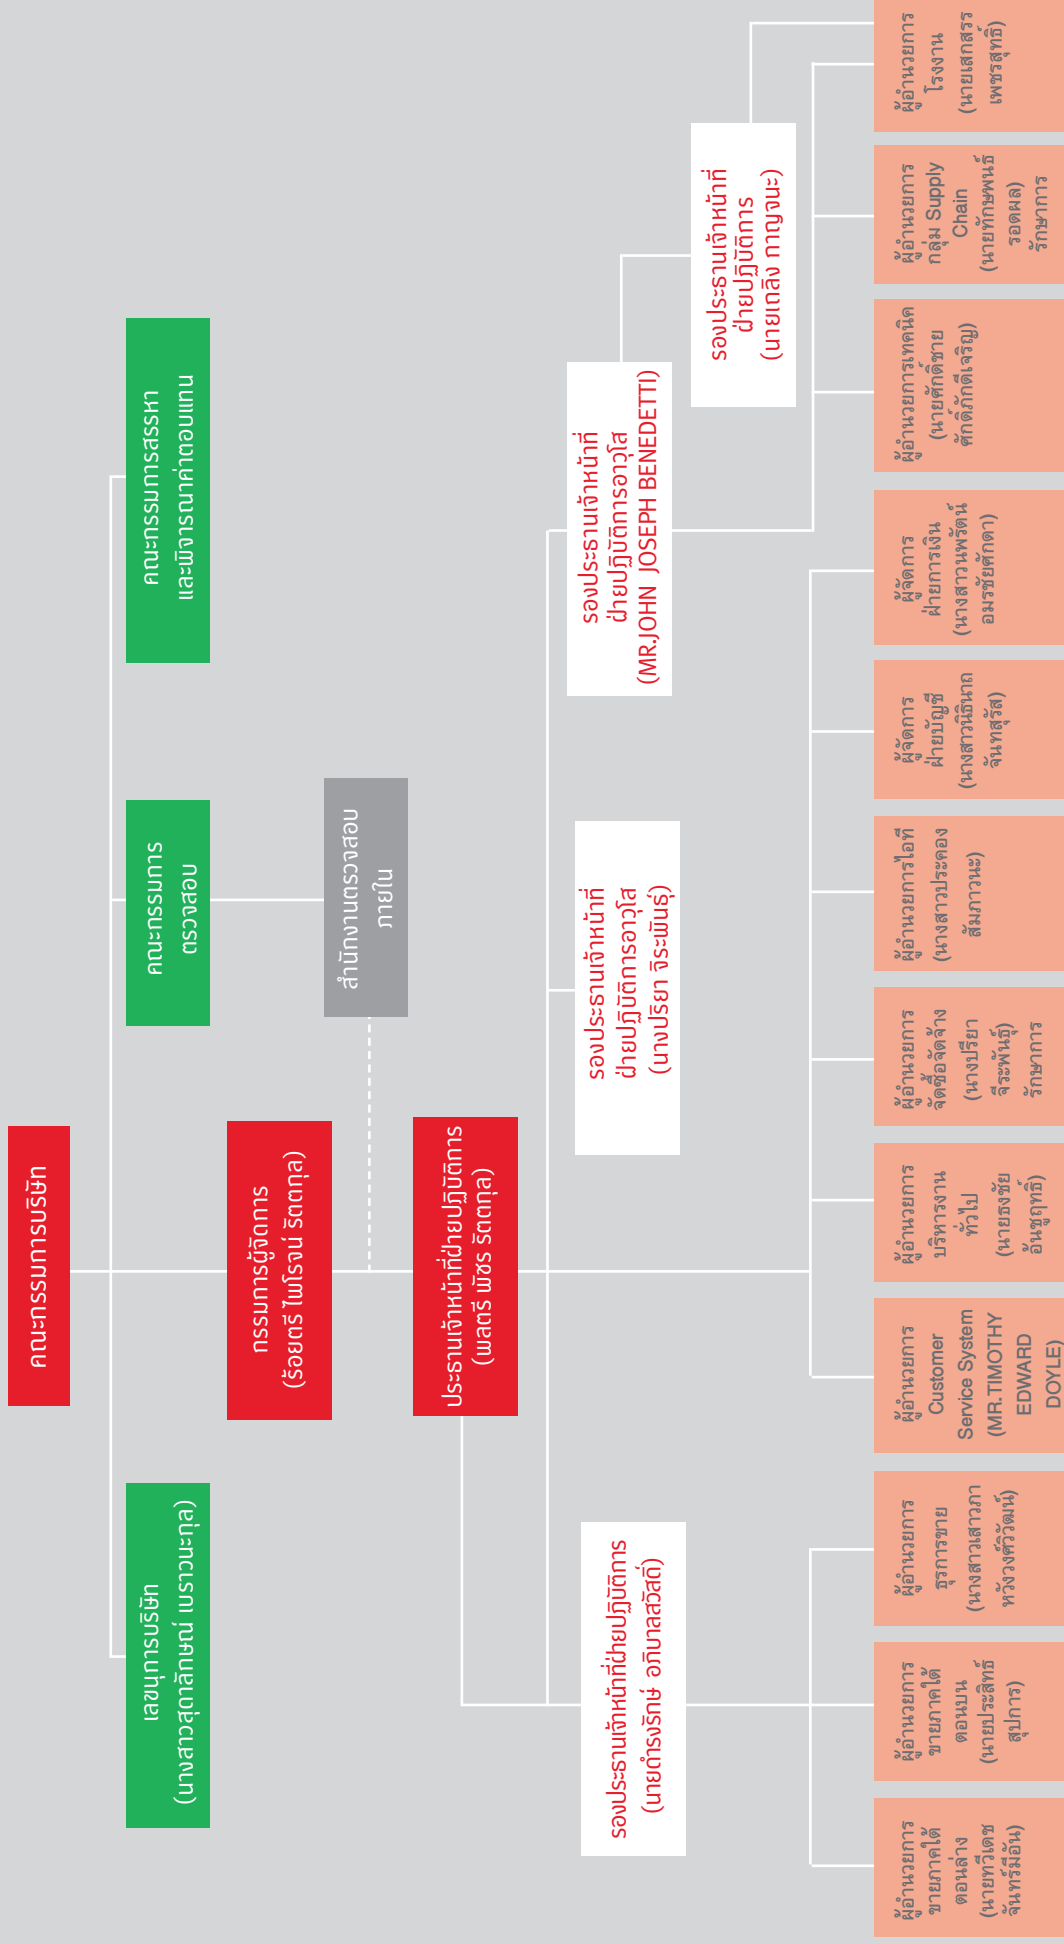 คณะกรรมการบริษัท
เลขนุการบริษัท
(นางสาวสุดาลักษณ์ เบราวนะกุล)
คณะกรรมการ
ตรวจสอบ
คณะกรรมการสรรหา
และพิจารณาค่าตอบแทน
กรรมการผู้จัดการ
(ร้อยตรี ไพโรจน์ รัตตกุล)
สำนักงานตรวจสอบ
ภายใน
ประธานเจ้าหน้าที่ฝ่ายปฏิบัติการ
(พลตรี พัชร รัตตกุล)
รองประธานเจ้าหน้าที่ฝ่ายปฏิบัติการ
(นายดำรงรักษ์ อภิบาลสวัสดิ์)
รองประธานเจ้าหน้าที่
ฝ่ายปฏิบัติการอาวุโส
(นางปริยา จิระพันธุ์)
รองประธานเจ้าหน้าที่
ฝ่ายปฏิบัติการอาวุโส
(MR.JOHN JOSEPH BENEDETTI)
รองประธานเจ้าหน้าที่
ฝ่ายปฏิบัติการ
(นายเถลิง กาญจนะ)
ผู้อำนวยการ
ขายภาคใต้
ตอนล่าง
(นายทวีเดช
จันทร์มีอ้น)
ผู้อำนวยการ
ขายภาคใต้
ตอนบน
(นายประสิทธ์
สุปการ)
ผู้อำนวยการ
ธุรการขาย
(นางสาวเสาวภา
หวังวงศ์วิวัฒน์)
ผู้อำนวยการ
Customer
Service System
(MR.TIMOTHY
EDWARD
DOYLE)
ผู้อำนวยการ
บริหารงาน
ทั่วไป
(นายธงชัย
อ้นชูฤทธิ์)
ผู้อำนวยการ
จัดซื้อจัดจ้าง
(นางปรียา
จีระพันธุ์)
รักษาการ
ผู้อำนวยการไอที
(นางสาวประคอง
สัมภาวนะ)
ผู้จัดการ
ฝ่ายบัญชี
(นางสาวนิธินาถ
จันทสุรัส)
ผู้จัดการ
ฝ่ายการเงิน
(นางสาวนพรัตน์
อมรชัยศักดา)
ผู้อำนวยการเทคนิค
(นายศักดิ์ชาย
ศักดิ์ภักดีเจริญ)
ผู้อำนวยการ
กลุ่ม Supply
Chain
(นายทักษพนธ์
รอดผล)
รักษาการ
ผู้อำนวยการ
โรงงาน
(นายเสกสรร
เพชรสุทธิ์)